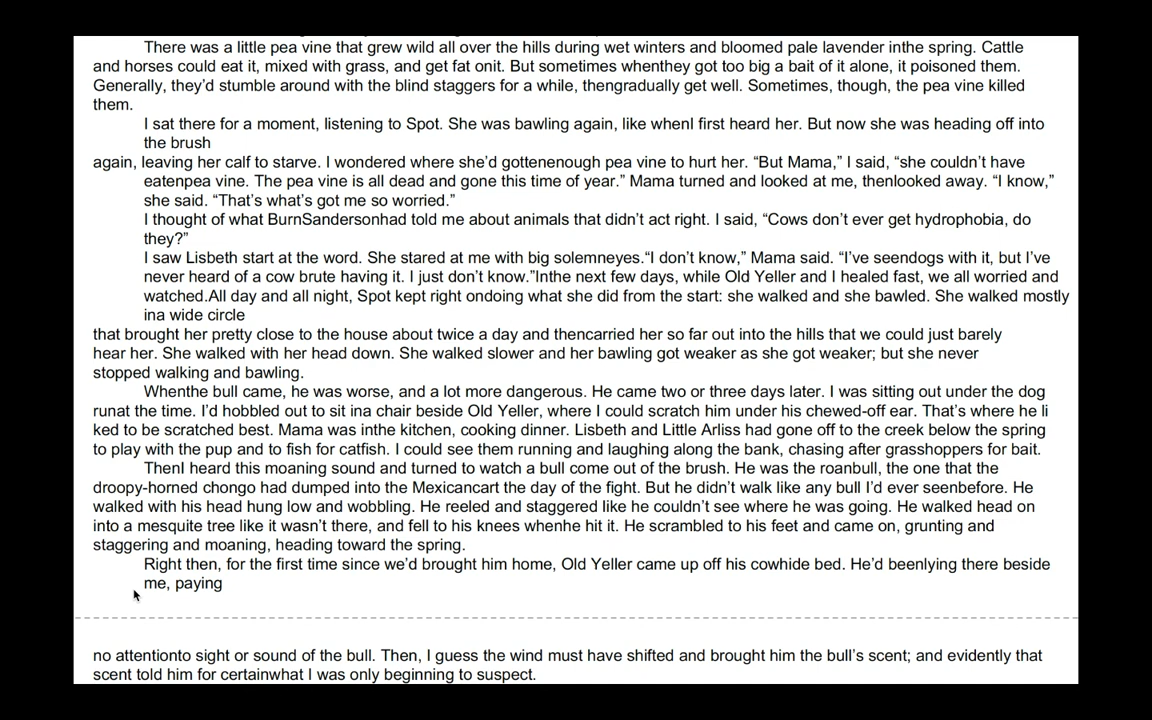 There was a little pea vine that grew wild all over the hills during wet winters and bloomed pale lavender inthe spring. Cattle
and horses could eat it, mixed with grass, and get fat onit. But sometimes whenthey got too big a bait of it alone, it poisoned them.
Generally, they’d stumble around with the blind staggers for a while, thengradually get well. Sometimes, though, the pea vine killed
them.
I sat there for a moment, listening to Spot. She was bawling again, like whenI first heard her. But now she was heading off into
the brush
again, leaving her calf to starve. I wondered where she’d gottenenough pea vine to hurt her. “But Mama,” I said, “she couldn’t have
eatenpea vine. The pea vine is all dead and gone this time of year.” Mama turned and looked at me, thenlooked away. “I know,”
she said. “That’s what’s got me so worried.”
I thought of what BurnSandersonhad told me about animals that didn’t act right. I said, “Cows don’t ever get hydrophobia, do
they?”
I saw Lisbeth start at the word. She stared at me with big solemneyes.“I don’t know,” Mama said. “I’ve seendogs with it, but I’ve
never heard of a cow brute having it. I just don’t know.”Inthe next few days, while Old Yeller and I healed fast, we all worried and
watched.All day and all night, Spot kept right ondoing what she did from the start: she walked and she bawled. She walked mostly
ina wide circle
that brought her pretty close to the house about twice a day and thencarried her so far out into the hills that we could just barely
hear her. She walked with her head down. She walked slower and her bawling got weaker as she got weaker; but she never
stopped walking and bawling.
Whenthe bull came, he was worse, and a lot more dangerous. He came two or three days later. I was sitting out under the dog
runat the time. I’d hobbled out to sit ina chair beside Old Yeller, where I could scratch him under his chewed-off ear. That’s where he li
ked to be scratched best. Mama was inthe kitchen, cooking dinner. Lisbeth and Little Arliss had gone off to the creek below the spring
to play with the pup and to fish for catfish. I could see them running and laughing along the bank, chasing after grasshoppers for bait.
ThenI heard this moaning sound and turned to watch a bull come out of the brush. He was the roanbull, the one that the
droopy-horned chongo had dumped into the Mexicancart the day of the fight. But he didn’t walk like any bull I’d ever seenbefore. He
walked with his head hung low and wobbling. He reeled and staggered like he couldn’t see where he was going. He walked head on
into a mesquite tree like it wasn’t there, and fell to his knees whenhe hit it. He scrambled to his feet and came on, grunting and
staggering and moaning, heading toward the spring.
Right then, for the first time since we’d brought him home, Old Yeller came up off his cowhide bed. He’d beenlying there beside
me, paying
no attentionto sight or sound of the bull. Then, I guess the wind must have shifted and brought him the bull’s scent; and evidently that
scent told him for certainwhat I was only beginning to suspect.